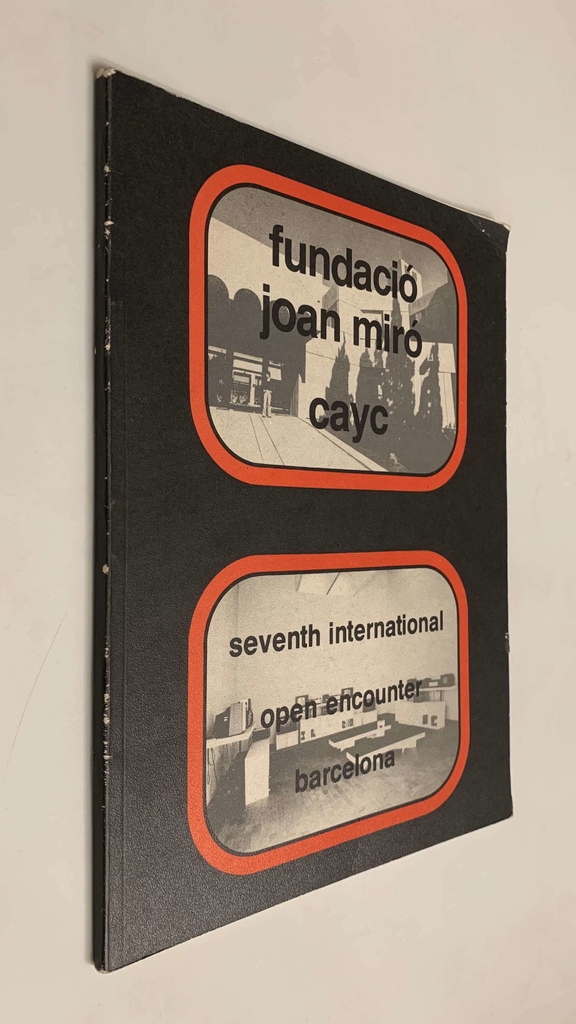 fundació
joan miró
cayc
seventh international
open encounter
barcelona